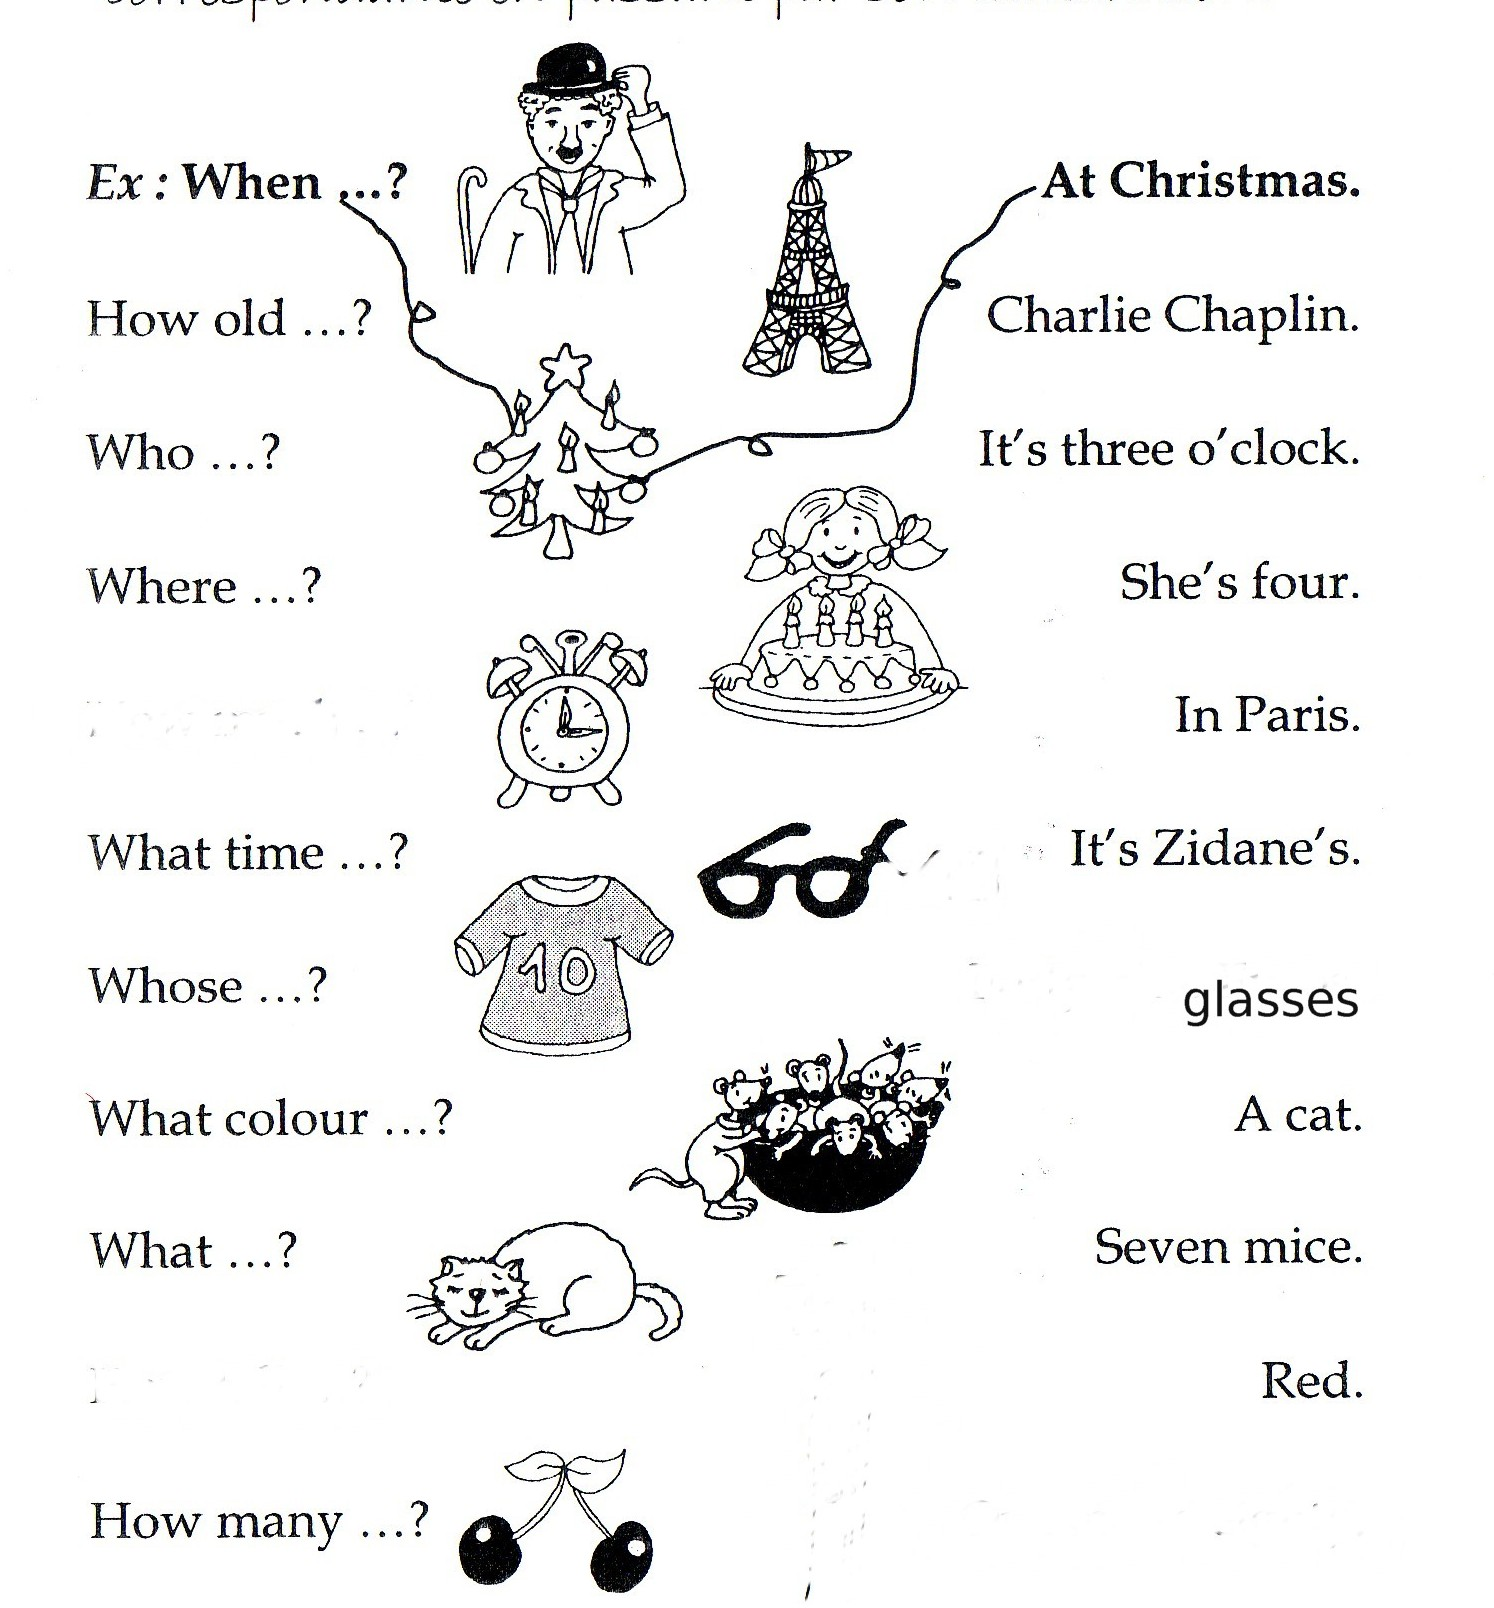 Ex : When ...? At Christmas.
How old ...? Charlie Chaplin.
Who ...? It's three o'clock.
Where ...? She's four.
In Paris.
What time ...? It's Zidane's.
10
Whose ...? glasses
What colour ...? A cat.
What ...? Seven mice.
Red.
How many ...?